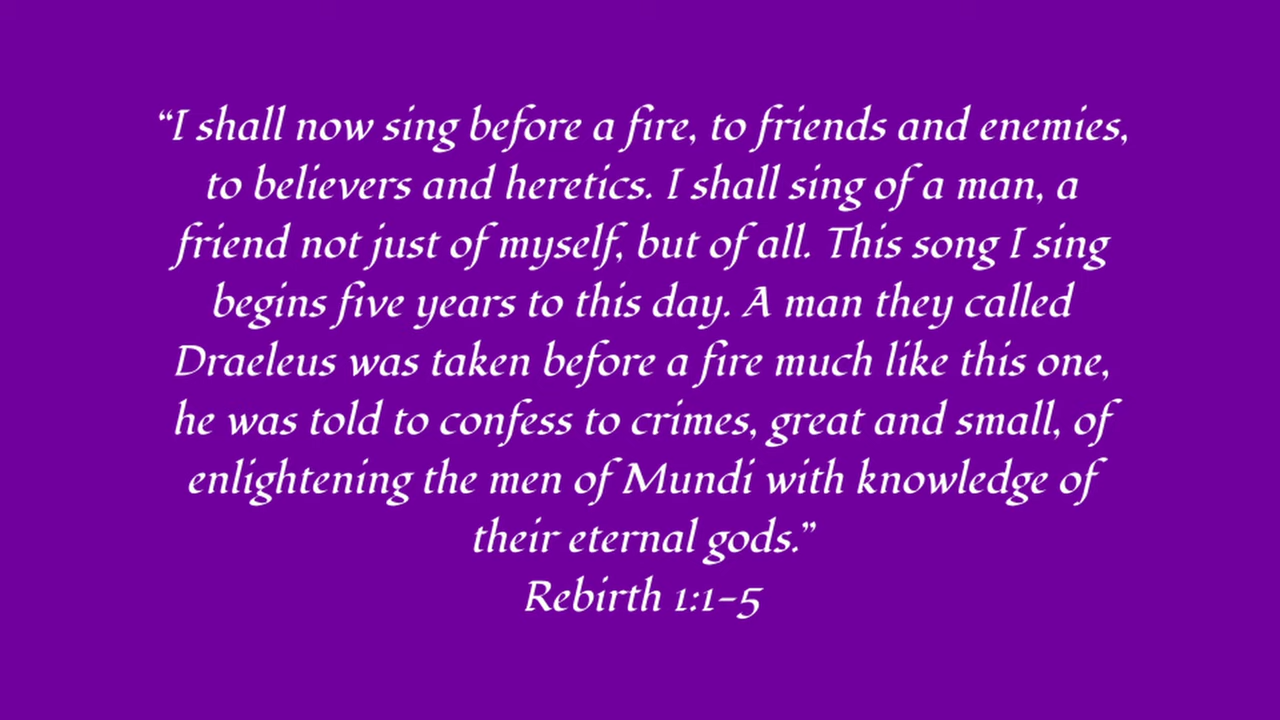 “I shall now sing before a fire, to friends and enemies,
to believers and heretics. I shall sing of a man, a
friend not just of myself, but of all. This song I sing
begins five years to this day. A man they called
Draeleus was taken before a fire much like this one,
he was told to confess to crimes, great and small, of
enlightening the men of Mundi with knowledge of
their eternal gods.”
Rebirth 1:1-5